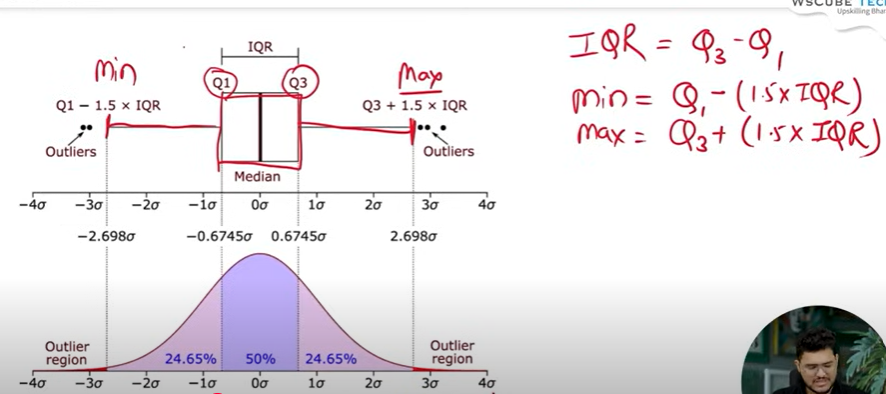 WSCUBE TECH
Upskilling Bhar
IQR
IQR = Q3 - Q1
Min
Q1
Q3
Max
Q1 − 1.5 × IQR
Q3 + 1.5 × IQR
min = Q1 - (1.5 x IQR)
max = Q3 + (1.5 x IQR)
Outliers
Outliers
Median
−4σ −3σ −2σ −1σ 0σ 1σ 2σ 3σ 4σ
−2.698σ −0.6745σ 0.6745σ 2.698σ
Outlier
region
Outlier
region
24.65% 50% 24.65%
−4σ −3σ −2σ −1σ 0σ 1σ 2σ 3σ 4σ